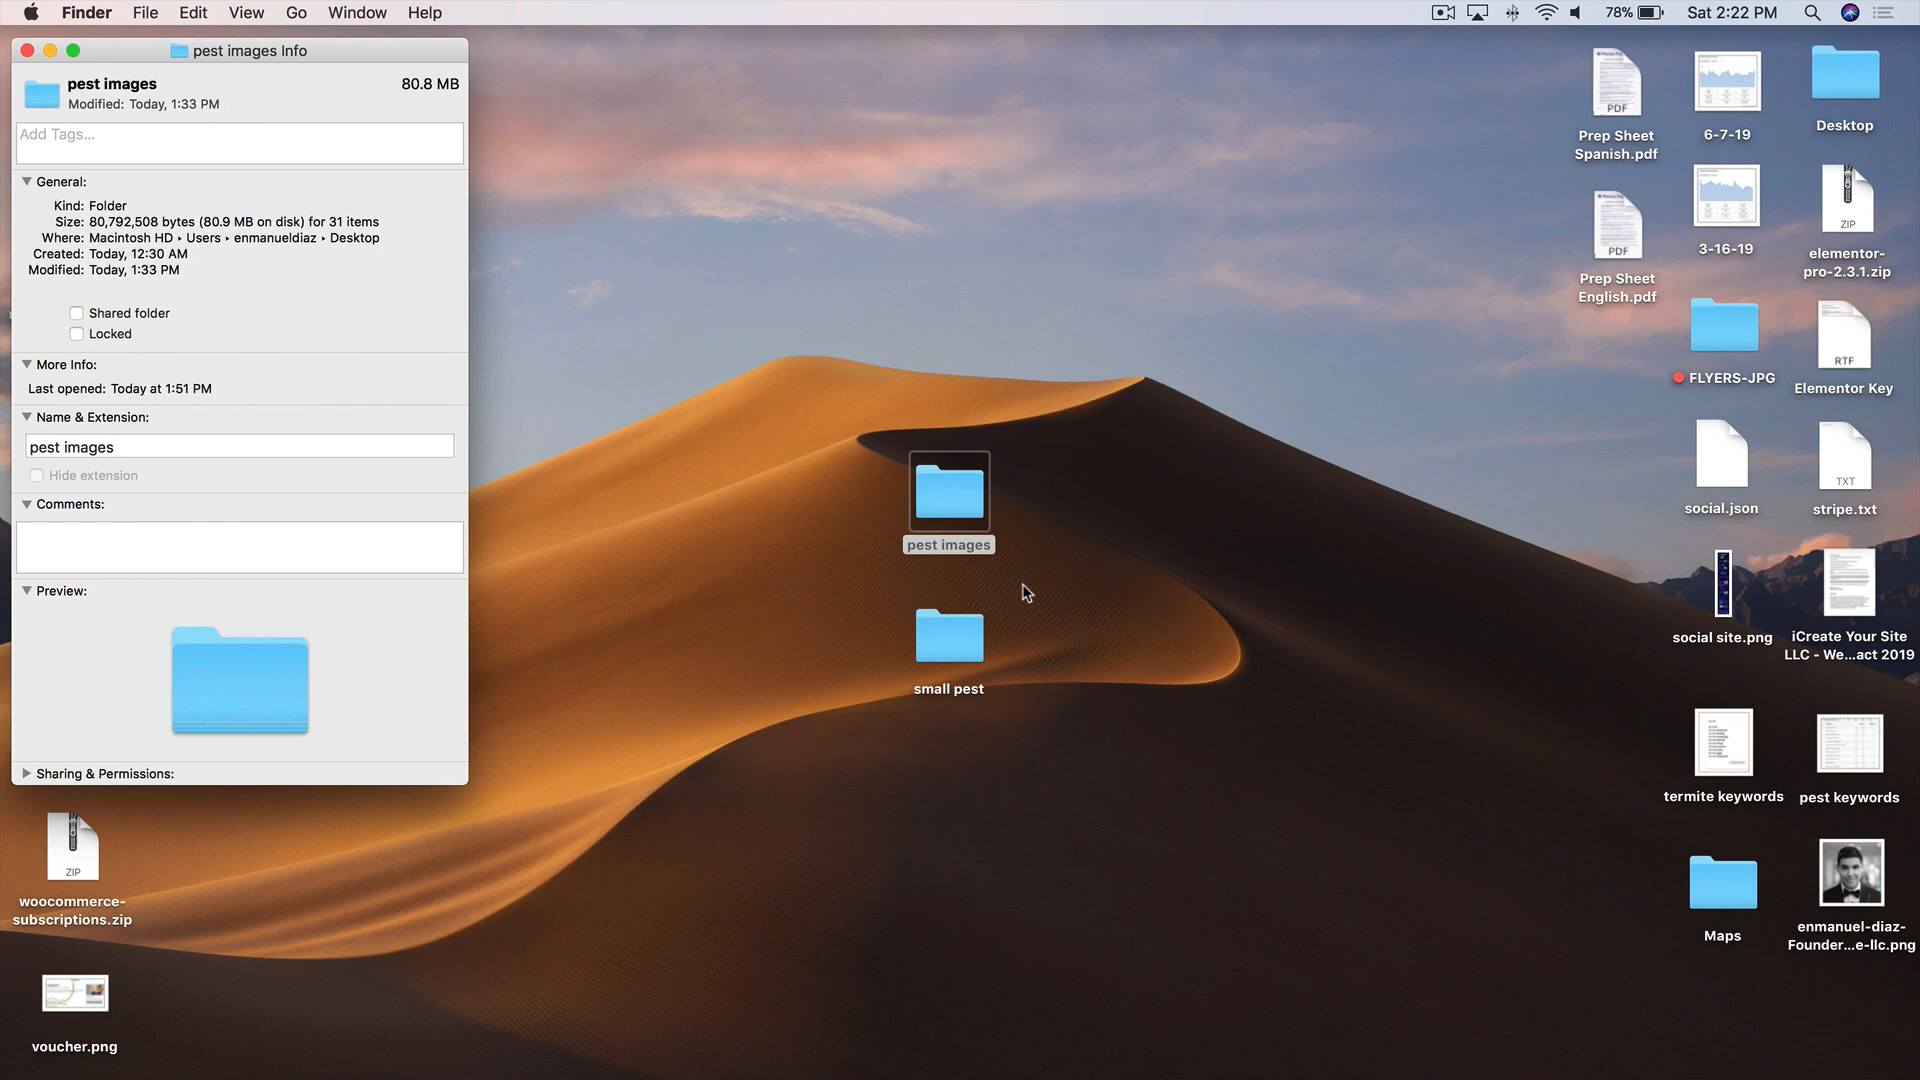 Finder File Edit View Go Window Help
78% Sat 2:22 PM
pest images Info
pest images 80.8 MB
Modified: Today, 1:33 PM
Add Tags...
General:
Kind: Folder
Size: 80,792,508 bytes (80.9 MB on disk) for 31 items
Where: Macintosh HD ▸ Users ▸ enmanueldiaz ▸ Desktop
Created: Today, 12:30 AM
Modified: Today, 1:33 PM
Shared folder
Locked
More Info:
Last opened: Today at 1:51 PM
Name & Extension:
pest images
Hide extension
Comments:
Preview:
Sharing & Permissions:
ZIP
woocommerce-
subscriptions.zip
voucher.png
pest images
small pest
PDF
Prep Sheet
Spanish.pdf
6-7-19
Desktop
PDF
Prep Sheet
English.pdf
3-16-19
ZIP
elementor-
pro-2.3.1.zip
FLYERS-JPG
RTF
Elementor Key
social.json
TXT
stripe.txt
social site.png
iCreate Your Site
LLC - We...act 2019
termite keywords
pest keywords
Maps
enmanuel-diaz-
Founder...e-llc.png